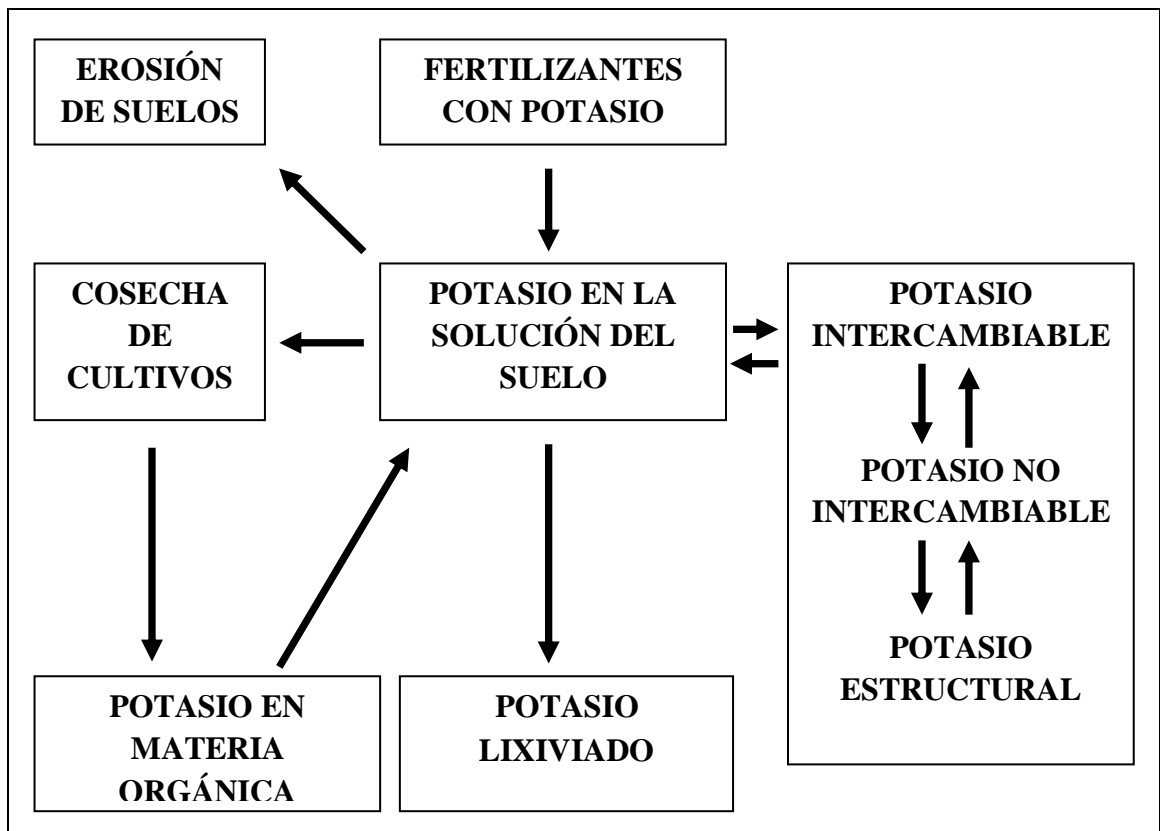 EROSIÓN
DE SUELOS
FERTILIZANTES
CON POTASIO
COSECHA
DE
CULTIVOS
POTASIO EN LA
SOLUCIÓN DEL
SUELO
POTASIO
INTERCAMBIABLE
POTASIO NO
INTERCAMBIABLE
POTASIO
ESTRUCTURAL
POTASIO EN
MATERIA
ORGÁNICA
POTASIO
LIXIVIADO